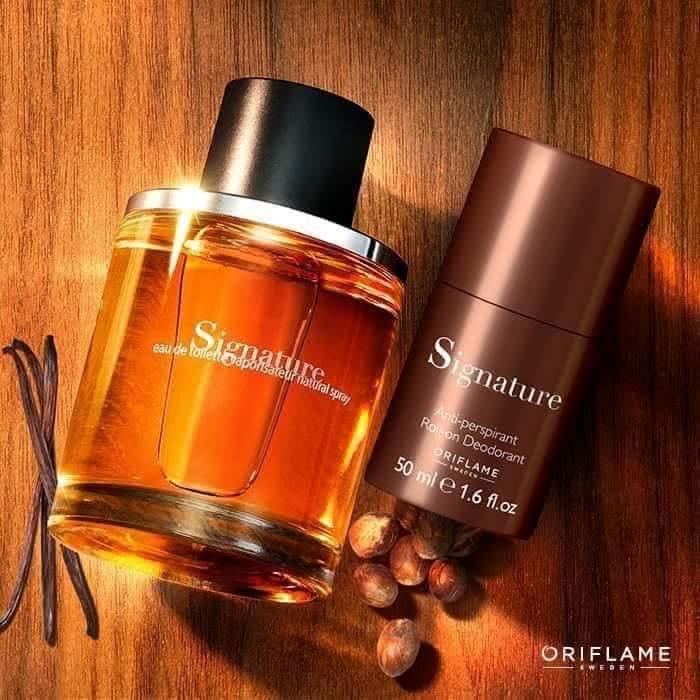 Signature
eau de toilette vaporisateur natural spray
Signature
Anti-perspirant
Roll-on Deodorant
ORIFLAME
SWEDEN
50 ml e 1.6 fl.oz
ORIFLAME
SWEDEN